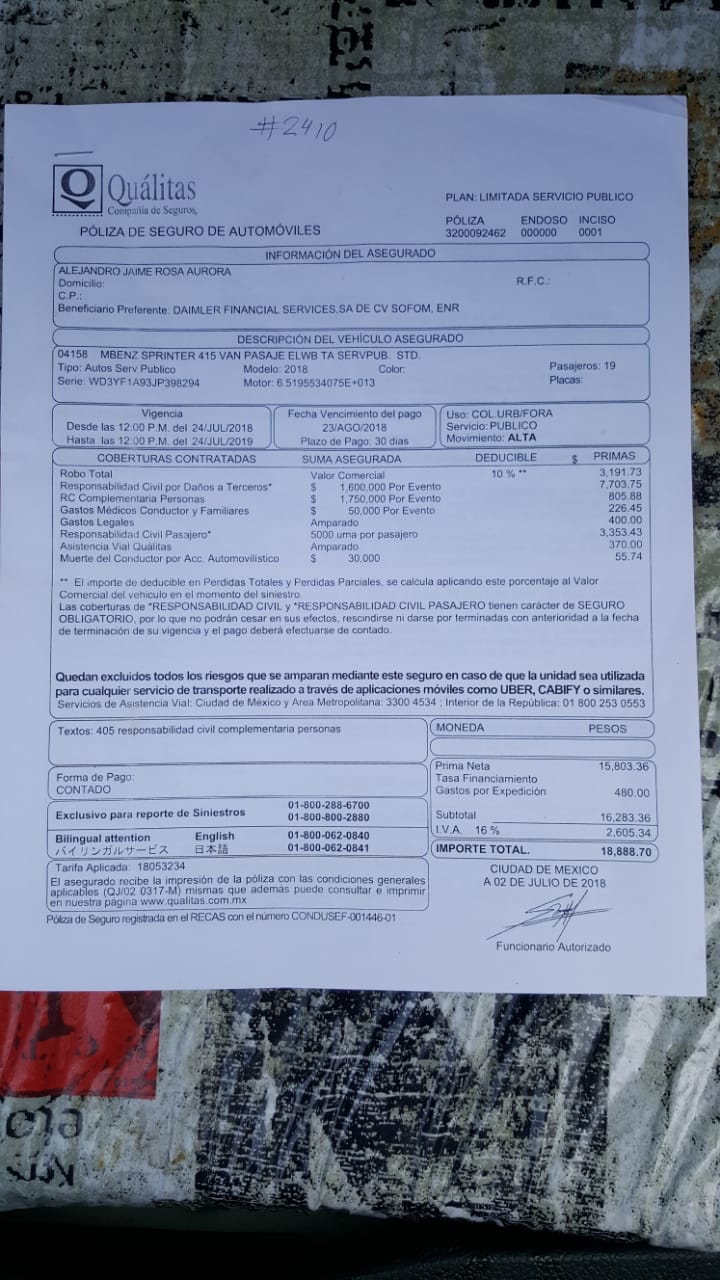 #2410
Quálitas
Compañía de Seguros,
PLAN: LIMITADA SERVICIO PUBLICO
PÓLIZA ENDOSO INCISO
3200092462 000000 0001
PÓLIZA DE SEGURO DE AUTOMÓVILES
INFORMACIÓN DEL ASEGURADO
ALEJANDRO JAIME ROSA AURORA
Domicilio: R.F.C.:
C.P.:
Beneficiario Preferente: DAIMLER FINANCIAL SERVICES,SA DE CV SOFOM, ENR
DESCRIPCIÓN DEL VEHÍCULO ASEGURADO
04158 MBENZ SPRINTER 415 VAN PASAJE ELWB TA SERVPUB. STD.
Tipo: Autos Serv Publico Modelo: 2018 Color: Pasajeros: 19
Serie: WD3YF1A93JP398294 Motor: 6.5195534075E+013 Placas:
Vigencia
Desde las 12:00 P.M. del 24/JUL/2018
Hasta las 12:00 P.M. del 24/JUL/2019
Fecha Vencimiento del pago
23/AGO/2018
Plazo de Pago: 30 dias
Uso: COL.URB/FORA
Servicio: PUBLICO
Movimiento: ALTA
COBERTURAS CONTRATADAS SUMA ASEGURADA DEDUCIBLE $ PRIMAS
Robo Total Valor Comercial 10 % ** 3,191.73
Responsabilidad Civil por Daños a Terceros* $ 1,600,000 Por Evento 7,703.75
RC Complementaria Personas $ 1,750,000 Por Evento 805.88
Gastos Médicos Conductor y Familiares $ 50,000 Por Evento 226.45
Gastos Legales Amparado 400.00
Responsabilidad Civil Pasajero* 5000 uma por pasajero 3,353.43
Asistencia Vial Quálitas Amparado 370.00
Muerte del Conductor por Acc. Automovilístico $ 30,000 55.74
** El importe de deducible en Perdidas Totales y Perdidas Parciales, se calcula aplicando este porcentaje al Valor
Comercial del vehiculo en el momento del siniestro.
Las coberturas de *RESPONSABILIDAD CIVIL y *RESPONSABILIDAD CIVIL PASAJERO tienen carácter de SEGURO
OBLIGATORIO, por lo que no podrán cesar en sus efectos, rescindirse ni darse por terminadas con anterioridad a la fecha
de terminación de su vigencia y el pago deberá efectuarse de contado.
Quedan excluidos todos los riesgos que se amparan mediante este seguro en caso de que la unidad sea utilizada
para cualquier servicio de transporte realizado a través de aplicaciones móviles como UBER, CABIFY o similares.
Servicios de Asistencia Vial: Ciudad de México y Area Metropolitana: 3300 4534 ; Interior de la República: 01 800 253 0553
Textos: 405 responsabilidad civil complementaria personas
MONEDA PESOS
Forma de Pago:
CONTADO
Prima Neta 15,803.36
Tasa Financiamiento
Gastos por Expedición 480.00
Subtotal 16,283.36
I.V.A. 16 % 2,605.34
IMPORTE TOTAL. 18,888.70
Exclusivo para reporte de Siniestros 01-800-288-6700
01-800-800-2880
Bilingual attention English 01-800-062-0840
バイリンガルサービス 日本語 01-800-062-0841
Tarifa Aplicada: 18053234
El asegurado recibe la impresión de la póliza con las condiciones generales
aplicables (QJ/02 0317-M) mismas que además puede consultar e imprimir
en nuestra página www.qualitas.com.mx
Póliza de Seguro registrada en el RECAS con el número CONDUSEF-001446-01
CIUDAD DE MEXICO
A 02 DE JULIO DE 2018
Funcionario Autorizado